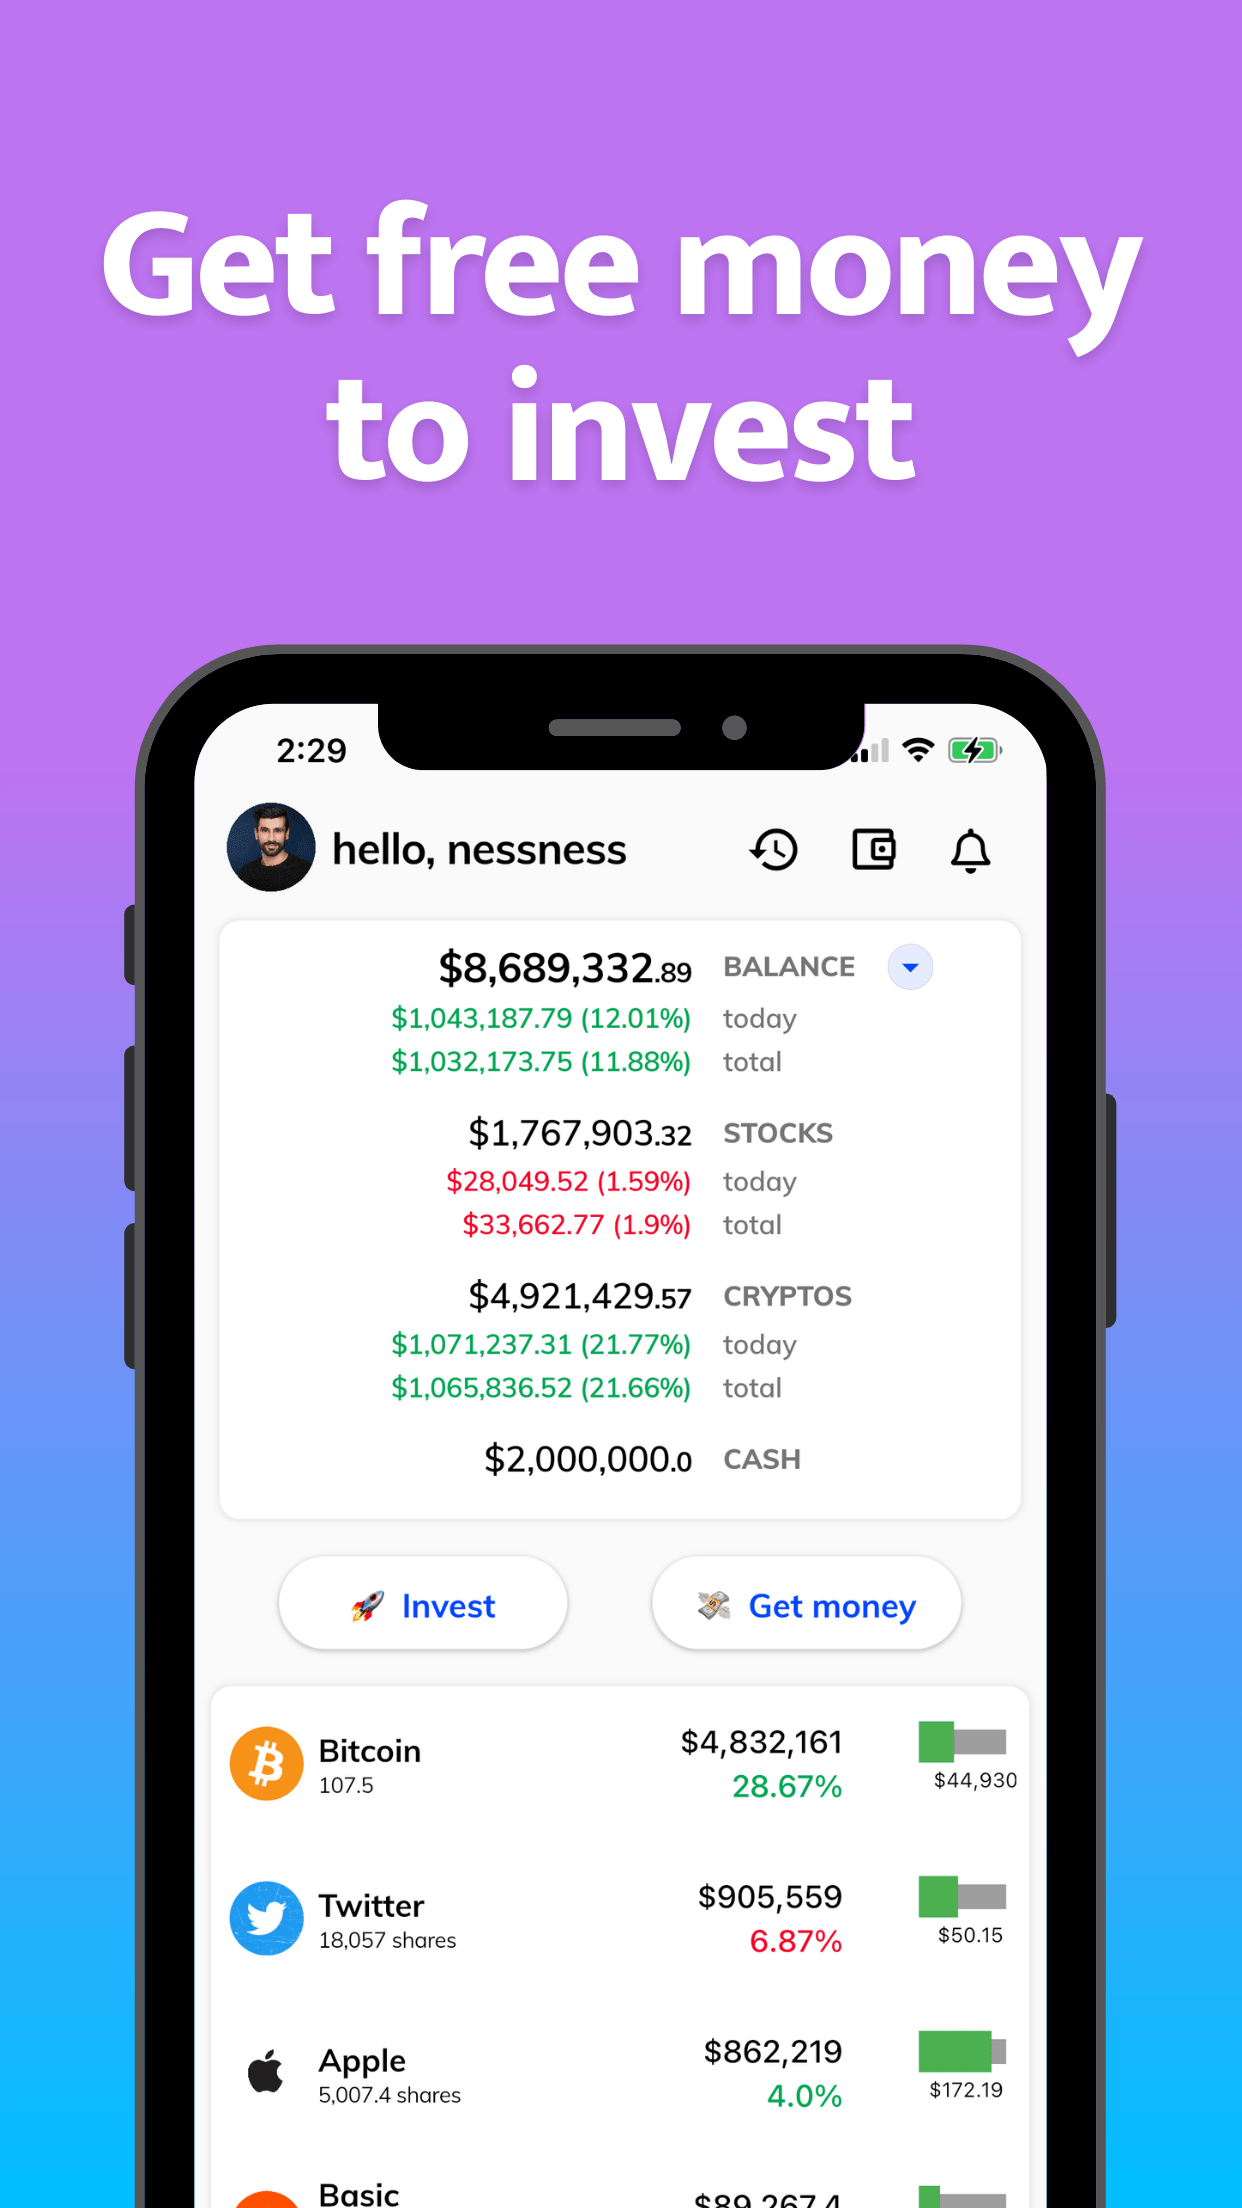 Get free money
to invest
2:29
hello, nessness
$8,689,332.89 BALANCE
$1,043,187.79 (12.01%) today
$1,032,173.75 (11.88%) total
$1,767,903.32 STOCKS
$28,049.52 (1.59%) today
$33,662.77 (1.9%) total
$4,921,429.57 CRYPTOS
$1,071,237.31 (21.77%) today
$1,065,836.52 (21.66%) total
$2,000,000.0 CASH
Invest Get money
Bitcoin $4,832,161
107.5 28.67% $44,930
Twitter $905,559
18,057 shares 6.87% $50.15
Apple $862,219
5,007.4 shares 4.0% $172.19
Basic $89,267.4